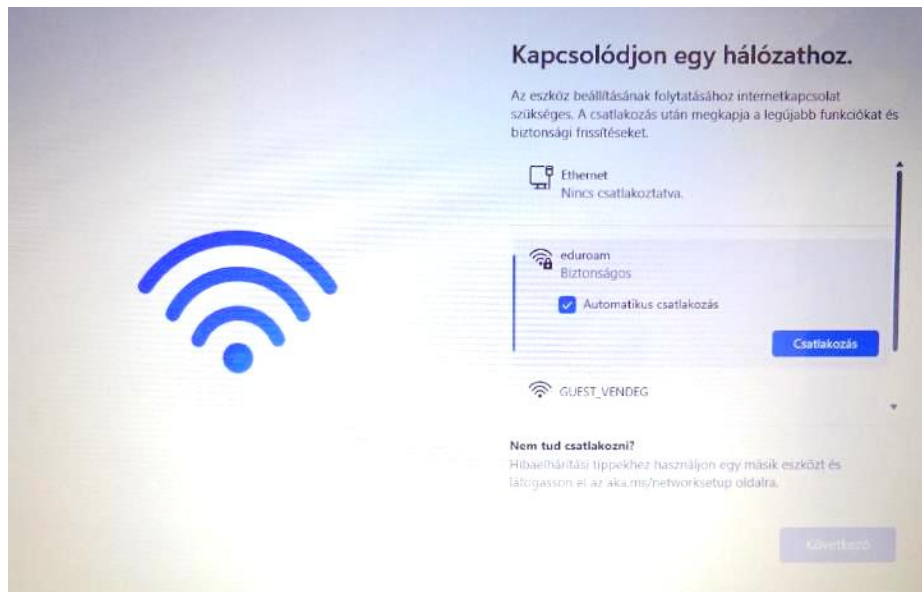 Kapcsolódjon egy hálózathoz.
Az eszköz beállításának folytatásához internetkapcsolat
szükséges. A csatlakozás után megkapja a legújabb funkciókat és
biztonsági frissítéseket.
Ethernet
Nincs csatlakoztatva.
eduroam
Biztonságos
Automatikus csatlakozás
Csatlakozás
GUEST_VENDEG
Nem tud csatlakozni?
Hibaelhárítási tippekhez használjon egy másik eszközt és
látogasson el az aka.ms/networksetup oldalra.
Következő